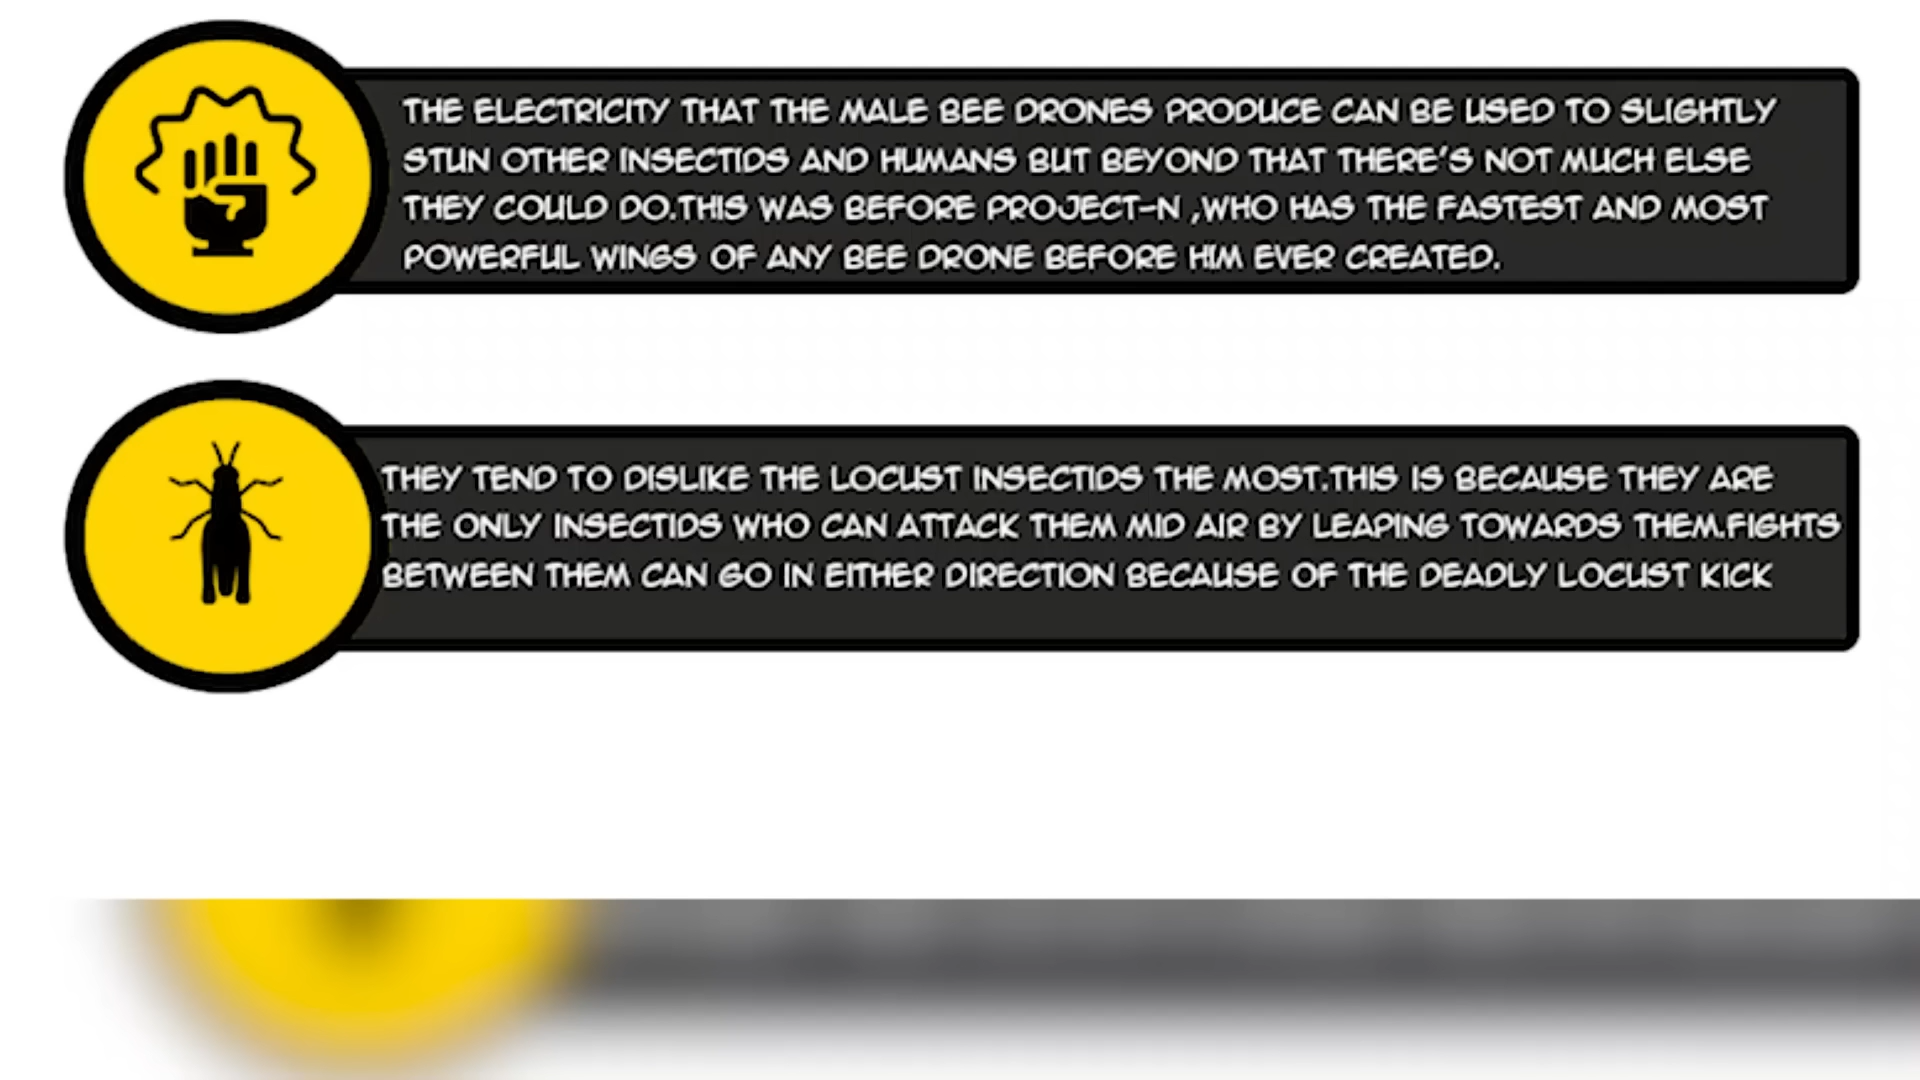 THE ELECTRICITY THAT THE MALE BEE DRONES PRODUCE CAN BE USED TO SLIGHTLY
STUN OTHER INSECTIDS AND HUMANS BUT BEYOND THAT THERE'S NOT MUCH ELSE
THEY COULD DO.THIS WAS BEFORE PROJECT-N ,WHO HAS THE FASTEST AND MOST
POWERFUL WINGS OF ANY BEE DRONE BEFORE HIM EVER CREATED.
THEY TEND TO DISLIKE THE LOCUST INSECTIDS THE MOST.THIS IS BECAUSE THEY ARE
THE ONLY INSECTIDS WHO CAN ATTACK THEM MID AIR BY LEAPING TOWARDS THEM.FIGHTS
BETWEEN THEM CAN GO IN EITHER DIRECTION BECAUSE OF THE DEADLY LOCUST KICK